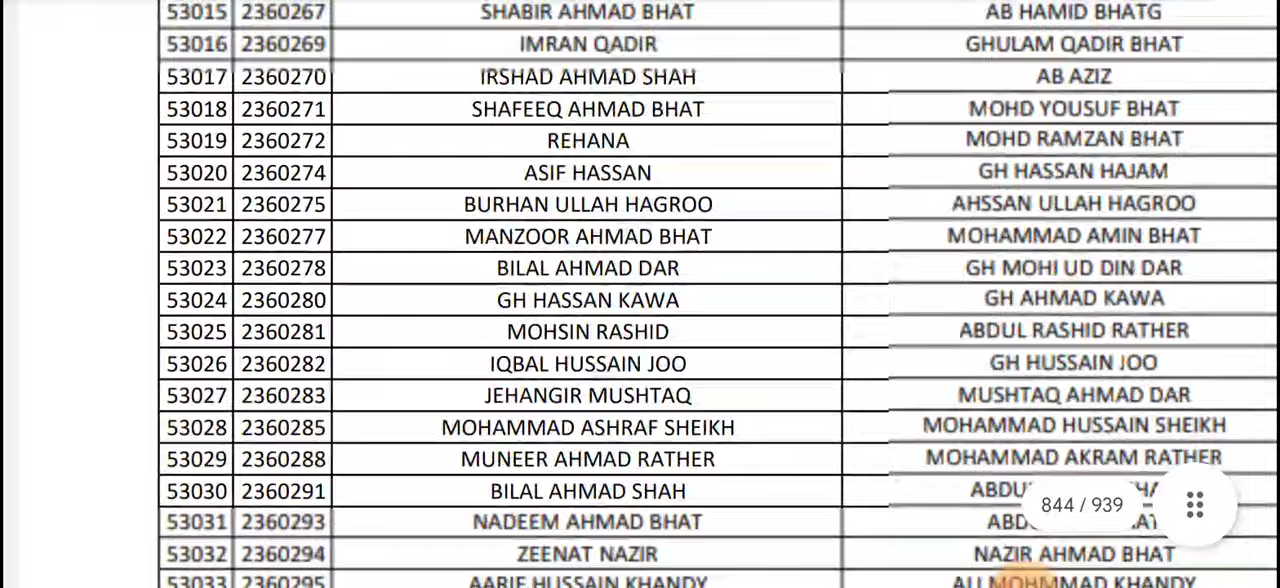 53015 2360267 SHABIR AHMAD BHAT AB HAMID BHATG
53016 2360269 IMRAN QADIR GHULAM QADIR BHAT
53017 2360270 IRSHAD AHMAD SHAH AB AZIZ
53018 2360271 SHAFEEQ AHMAD BHAT MOHD YOUSUF BHAT
53019 2360272 REHANA MOHD RAMZAN BHAT
53020 2360274 ASIF HASSAN GH HASSAN HAJAM
53021 2360275 BURHAN ULLAH HAGROO AHSSAN ULLAH HAGROO
53022 2360277 MANZOOR AHMAD BHAT MOHAMMAD AMIN BHAT
53023 2360278 BILAL AHMAD DAR GH MOHI UD DIN DAR
53024 2360280 GH HASSAN KAWA GH AHMAD KAWA
53025 2360281 MOHSIN RASHID ABDUL RASHID RATHER
53026 2360282 IQBAL HUSSAIN JOO GH HUSSAIN JOO
53027 2360283 JEHANGIR MUSHTAQ MUSHTAQ AHMAD DAR
53028 2360285 MOHAMMAD ASHRAF SHEIKH MOHAMMAD HUSSAIN SHEIKH
53029 2360288 MUNEER AHMAD RATHER MOHAMMAD AKRAM RATHER
53030 2360291 BILAL AHMAD SHAH
844 / 939
53031 2360293 NADEEM AHMAD BHAT
53032 2360294 ZEENAT NAZIR NAZIR AHMAD BHAT
53033 2360295 AARIF HUSSAIN KHANDY ALI MOHMMAD KHANDY